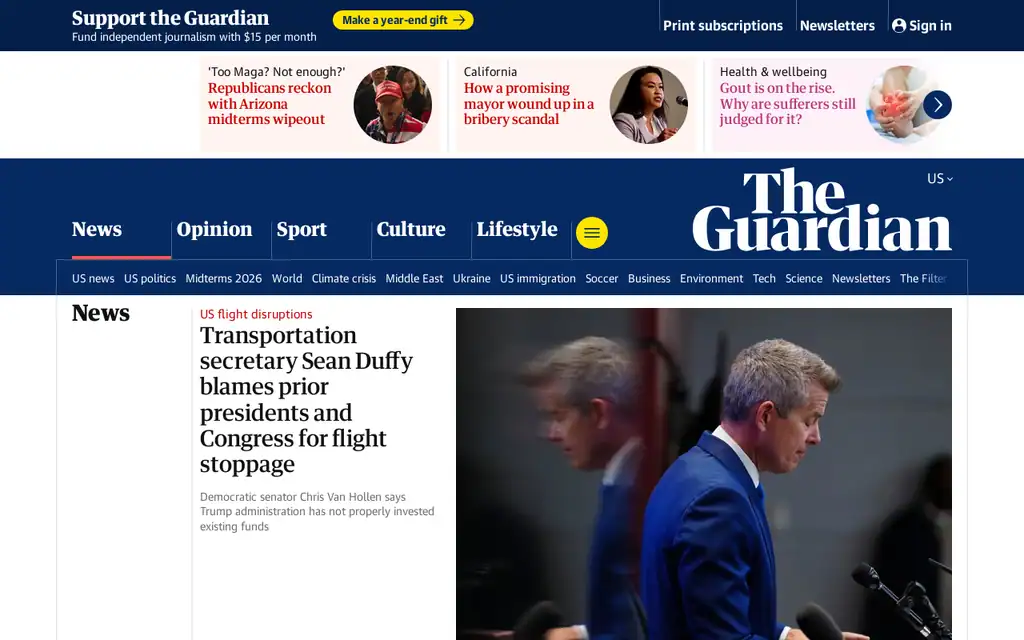 Support the Guardian
Fund independent journalism with $15 per month
Make a year-end gift
Print subscriptions
Newsletters
Sign in
'Too Maga? Not enough?'
Republicans reckon
with Arizona
midterms wipeout
California
How a promising
mayor wound up in a
bribery scandal
Health & wellbeing
Gout is on the rise.
Why are sufferers still
judged for it?
US
The
Guardian
News
Opinion
Sport
Culture
Lifestyle
US news
US politics
Midterms 2026
World
Climate crisis
Middle East
Ukraine
US immigration
Soccer
Business
Environment
Tech
Science
Newsletters
The Filter
News
US flight disruptions
Transportation
secretary Sean Duffy
blames prior
presidents and
Congress for flight
stoppage
Democratic senator Chris Van Hollen says
Trump administration has not properly invested
existing funds